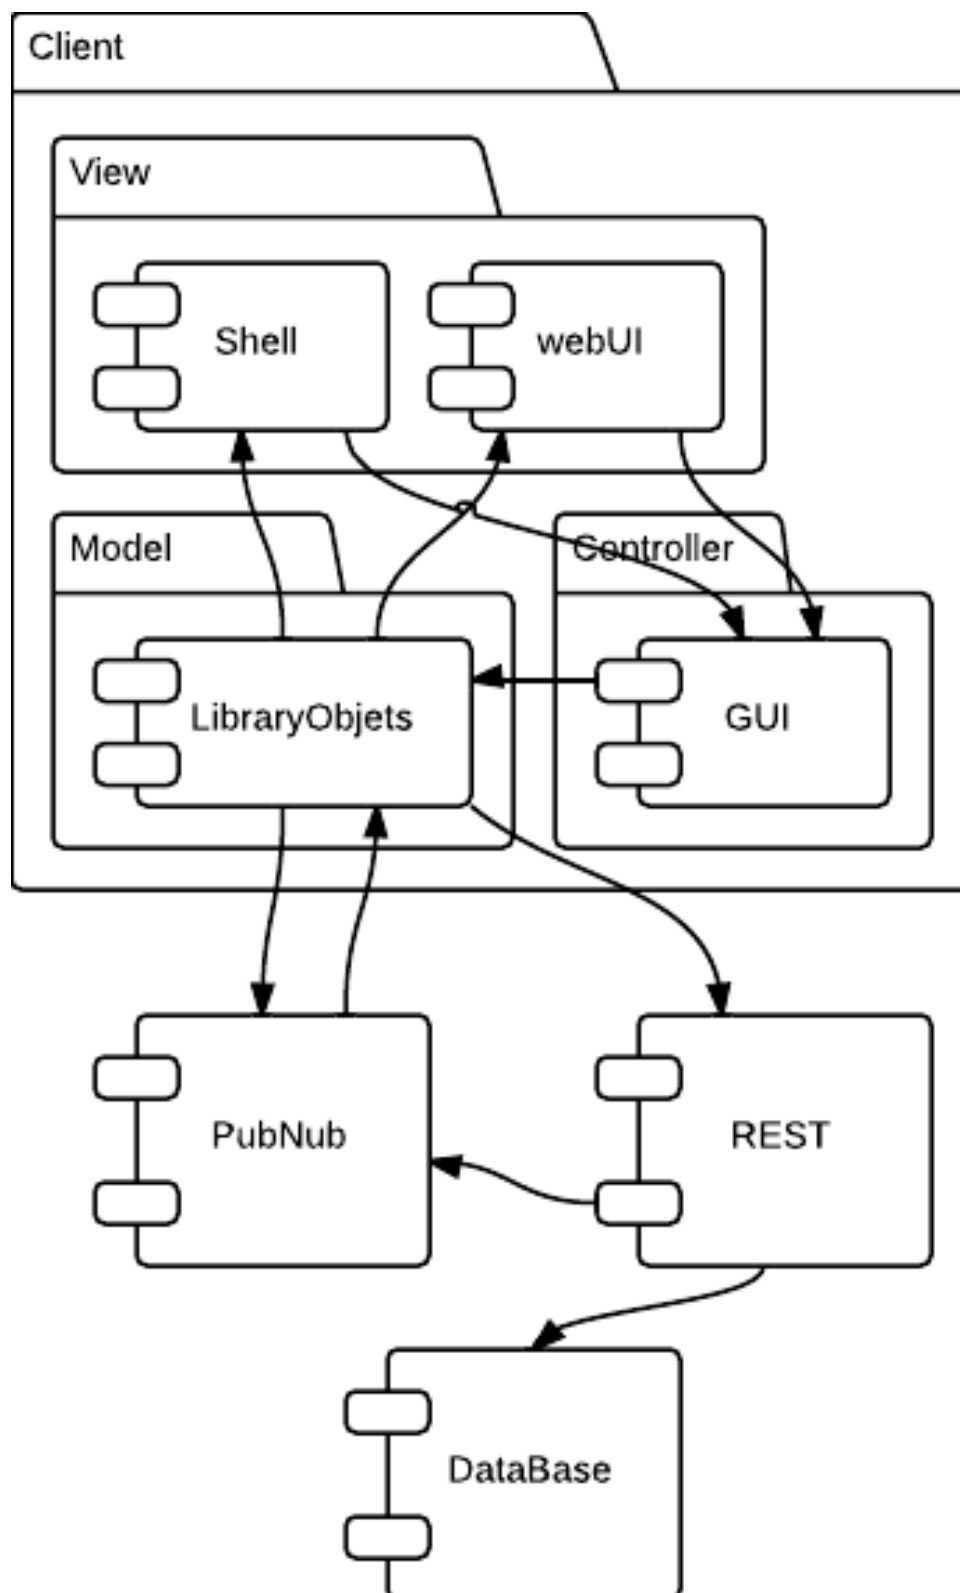 Client
View
Shell
webUI
Model
Controller
LibraryObjets
GUI
PubNub
REST
DataBase